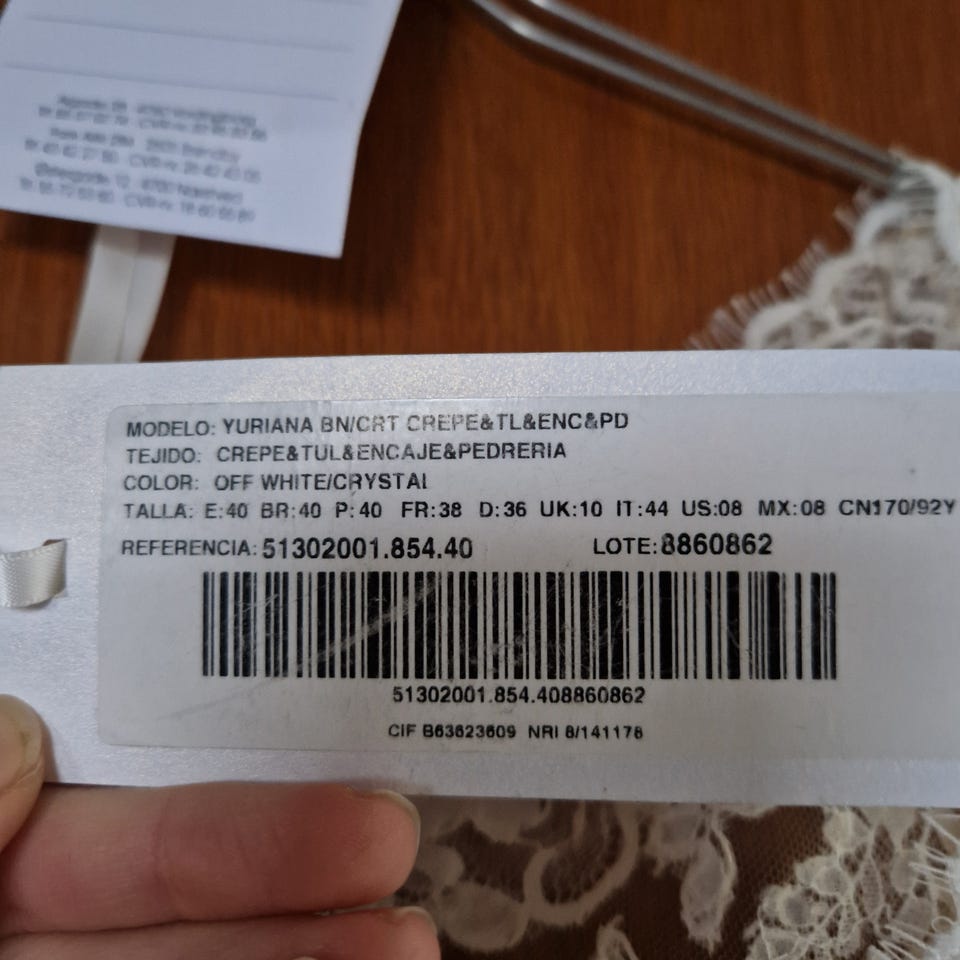 MODELO: YURIANA BN/CRT CREPE&TL&ENC&PD
TEJIDO: CREPE&TUL&ENCAJE&PEDRERIA
COLOR: OFF WHITE/CRYSTAL
TALLA: E:40 BR:40 P:40 FR:38 D:36 UK:10 IT:44 US:08 MX:08 CN170/92Y
REFERENCIA: 51302001.854.40 LOTE: 8860862
51302001.854.408860862
CIF B63623609 NRI 8/141178